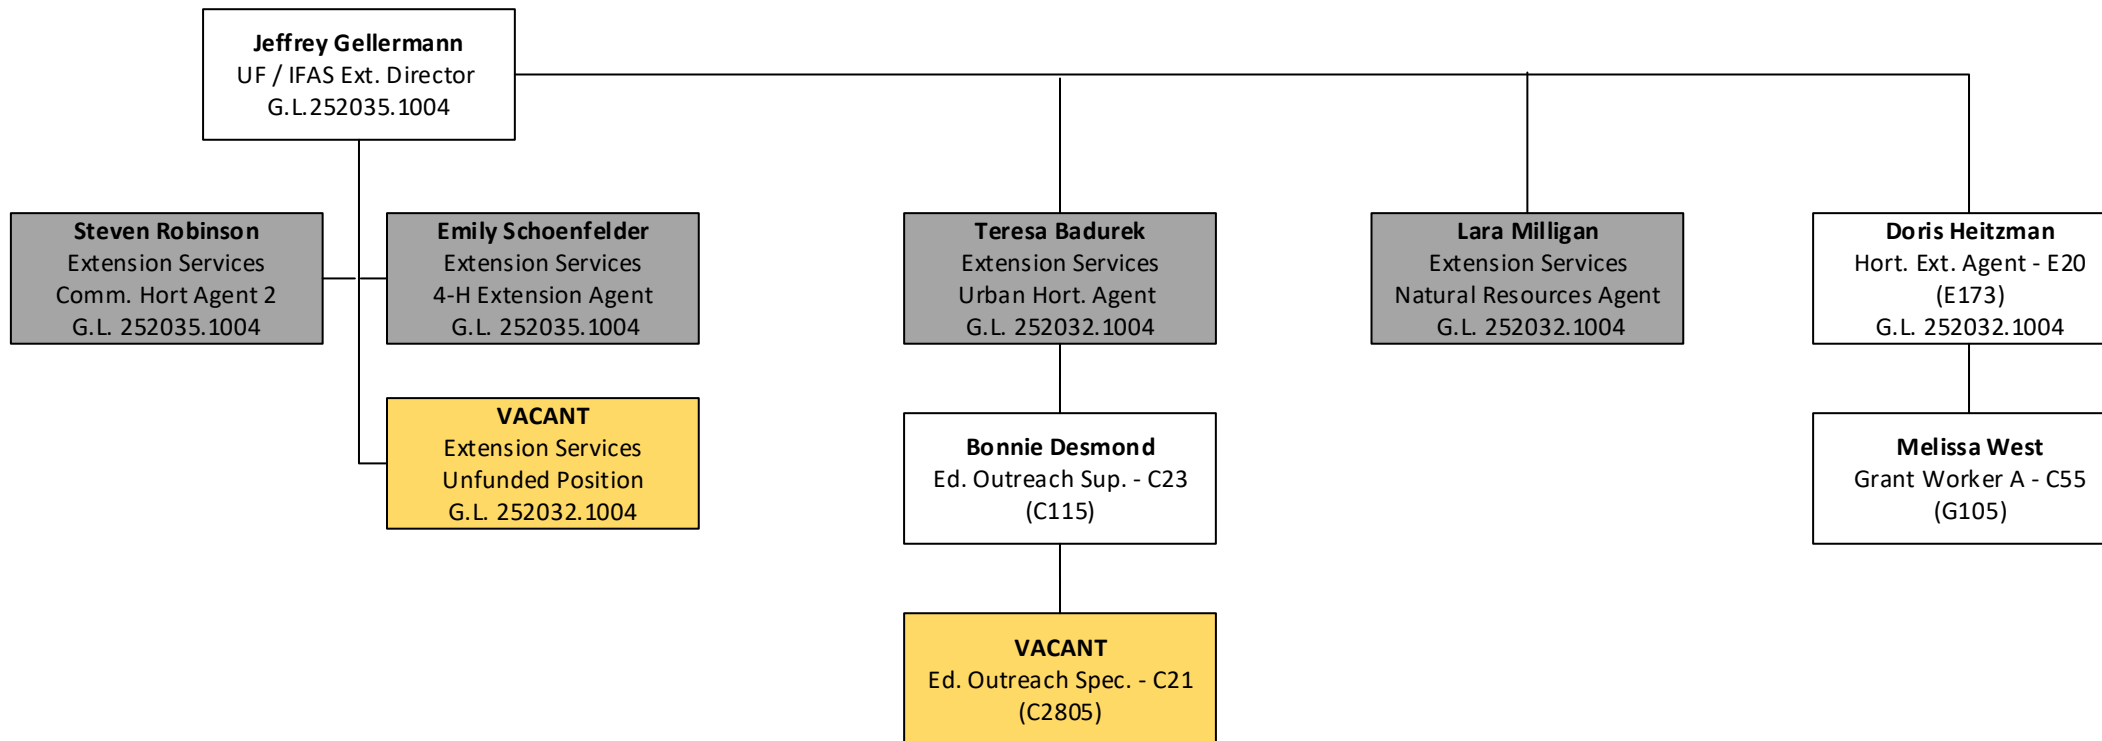 Jeffrey Gellermann
UF / IFAS Ext. Director
G.L.252035.1004
Steven Robinson
Extension Services
Comm. Hort Agent 2
G.L. 252035.1004
Emily Schoenfelder
Extension Services
4-H Extension Agent
G.L. 252035.1004
Teresa Badurek
Extension Services
Urban Hort. Agent
G.L. 252032.1004
Lara Milligan
Extension Services
Natural Resources Agent
G.L. 252032.1004
Doris Heitzman
Hort. Ext. Agent - E20
(E173)
G.L. 252032.1004
VACANT
Extension Services
Unfunded Position
G.L. 252032.1004
Bonnie Desmond
Ed. Outreach Sup. - C23
(C115)
Melissa West
Grant Worker A - C55
(G105)
VACANT
Ed. Outreach Spec. - C21
(C2805)